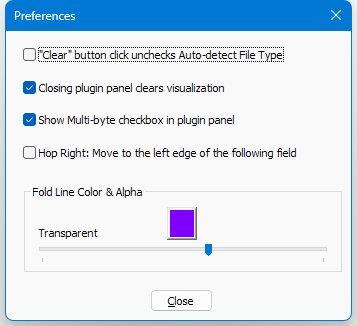 Preferences
"Clear" button click unchecks Auto-detect File Type
Closing plugin panel clears visualization
Show Multi-byte checkbox in plugin panel
Hop Right: Move to the left edge of the following field
Fold Line Color & Alpha
Transparent
Close